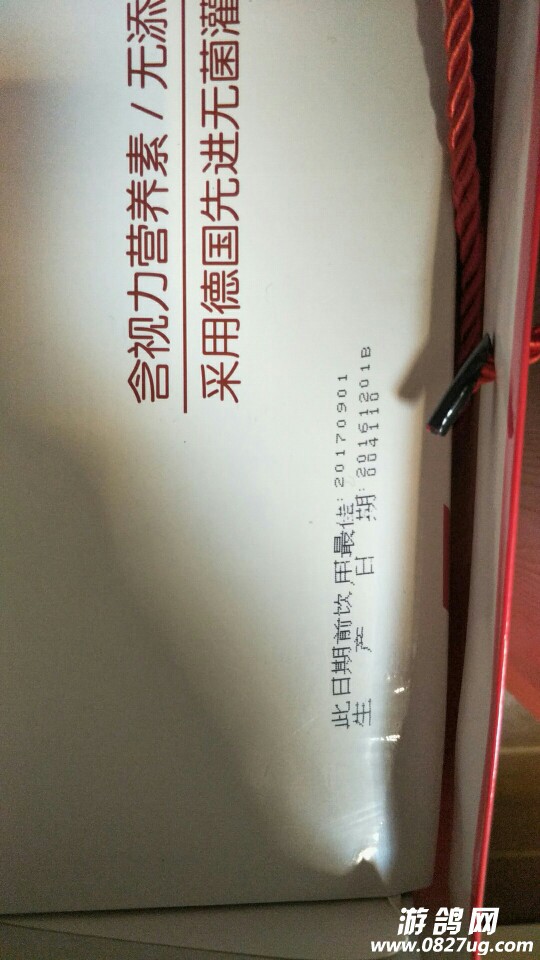 含视力营养素/无添
采用德国先进无菌灌
此日期前饮用最佳:20170901
生产日期:20161201B
004110
游鸽网
www.0827ug.com